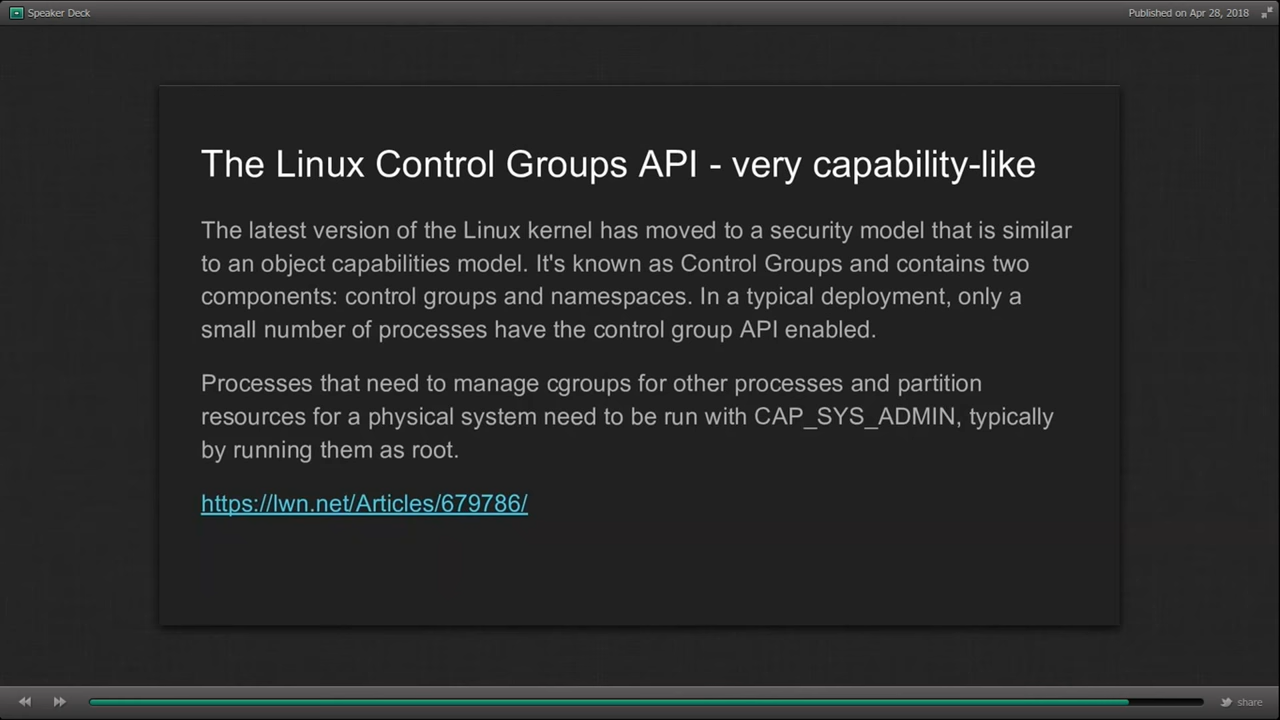 Speaker Deck
Published on Apr 28, 2018
The Linux Control Groups API - very capability-like
The latest version of the Linux kernel has moved to a security model that is similar
to an object capabilities model. It's known as Control Groups and contains two
components: control groups and namespaces. In a typical deployment, only a
small number of processes have the control group API enabled.
Processes that need to manage cgroups for other processes and partition
resources for a physical system need to be run with CAP_SYS_ADMIN, typically
by running them as root.
https://lwn.net/Articles/679786/
share